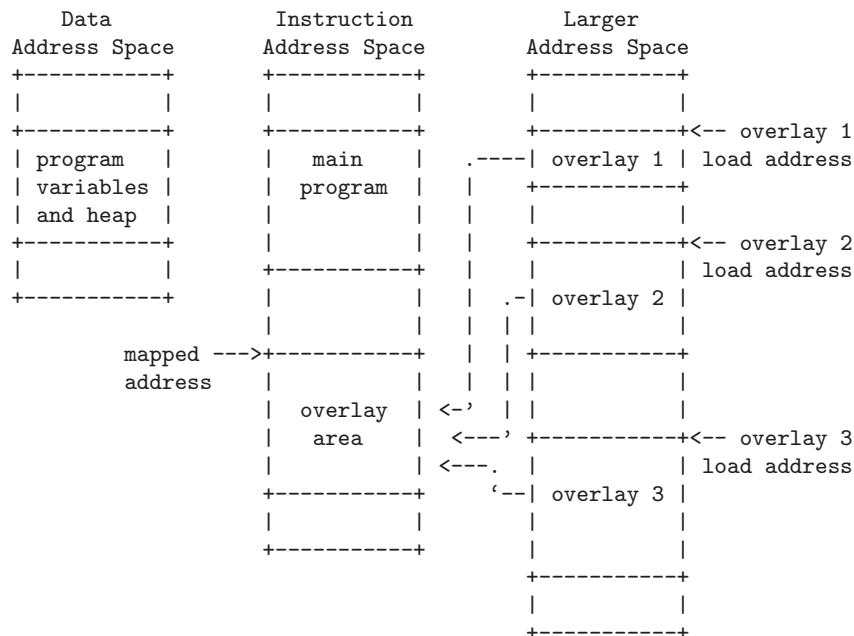 Data             Instruction            Larger
Address Space       Address Space        Address Space
+-----------+       +-----------+        +-----------+
|           |       |           |        |           |
+-----------+       +-----------+        +-----------+<-- overlay 1
| program   |       |   main    |   .----| overlay 1 | load address
| variables |       |  program  |   |    +-----------+
| and heap  |       |           |   |    |           |
+-----------+       |           |   |    +-----------+<-- overlay 2
|           |       +-----------+   |    |           | load address
+-----------+       |           |   |  .-| overlay 2 |
                    |           |   |  | |           |
         mapped --->+-----------+   |  | +-----------+
         address    |           |   |  | |           |
                    |  overlay  | <-'  | |           |
                    |   area    |  <---' +-----------+<-- overlay 3
                    |           | <---.  |           | load address
                    +-----------+     `--| overlay 3 |
                    |           |        |           |
                    +-----------+        |           |
                                         +-----------+
                                         |           |
                                         +-----------+